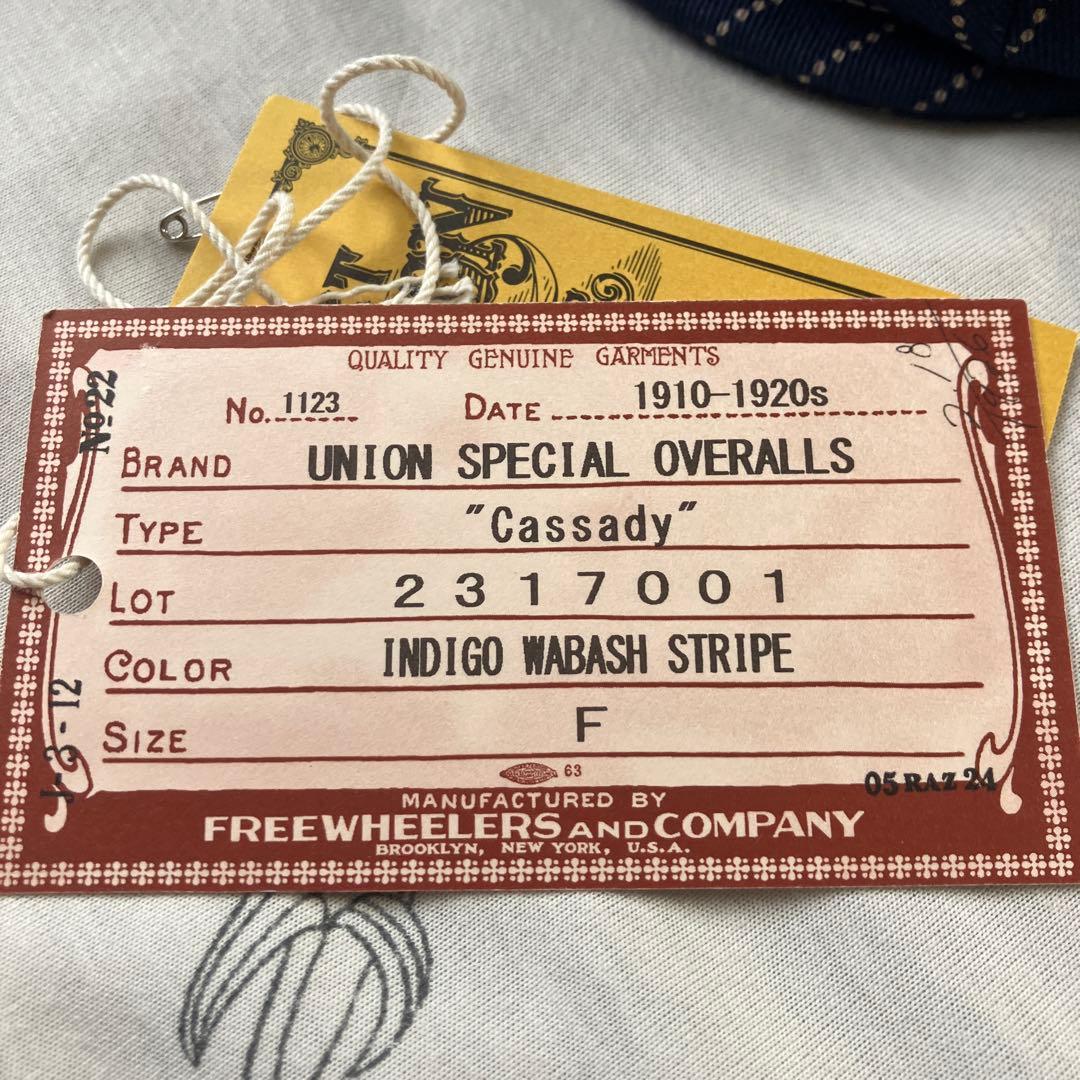 QUALITY GENUINE GARMENTS
No. 1123 DATE 1910-1920s
BRAND UNION SPECIAL OVERALLS
TYPE "Cassady"
LOT 2317001
COLOR INDIGO WABASH STRIPE
SIZE F
63
MANUFACTURED BY
FREEWHEELERS AND COMPANY
BROOKLYN, NEW YORK, U.S.A.
No 22
J-3-12
05 RAZ 24